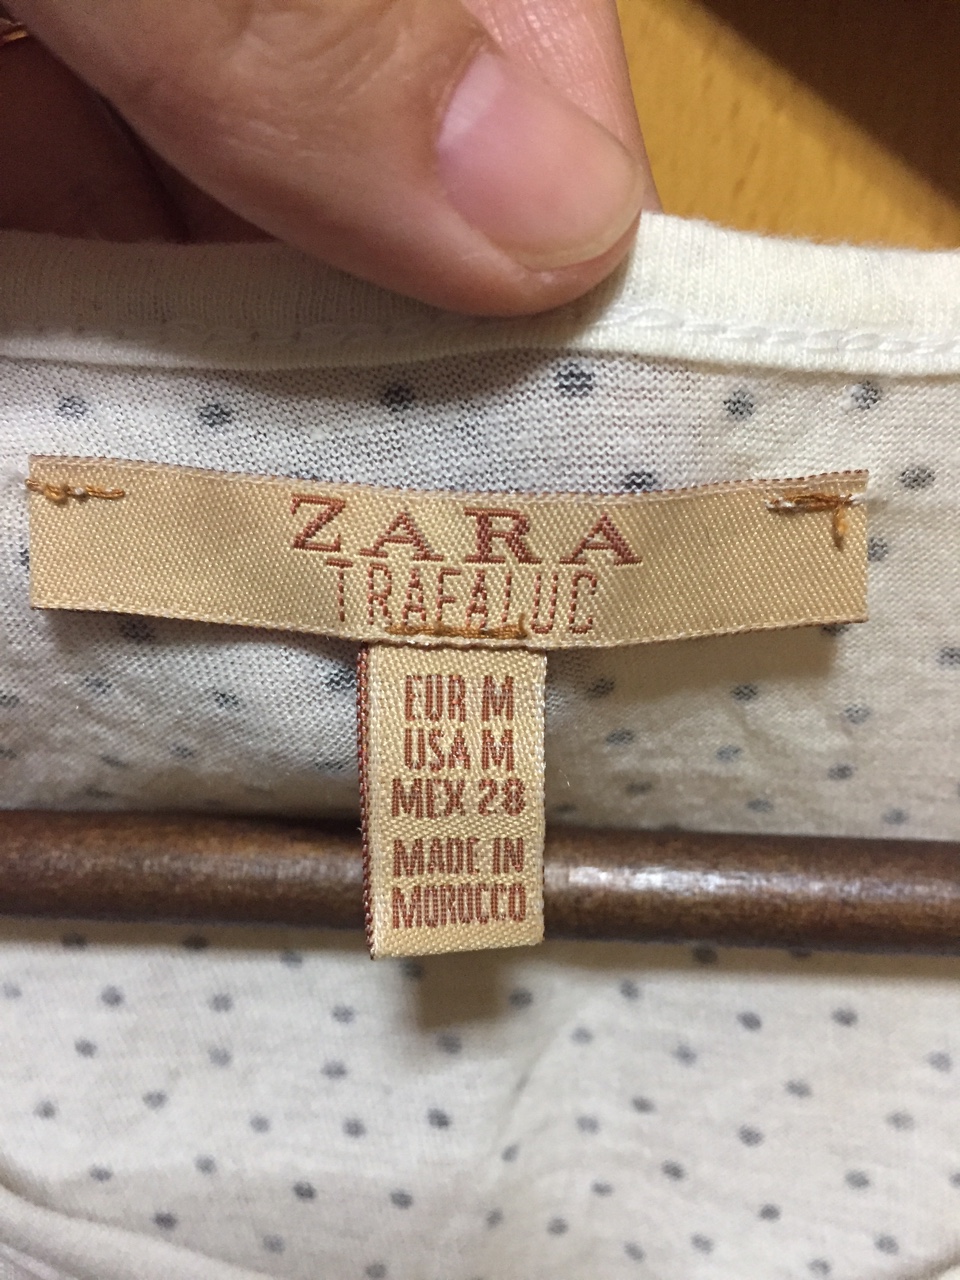 ZARA
TRAFALUC
EUR M
USA M
MEX 28
MADE IN
MOROCCO